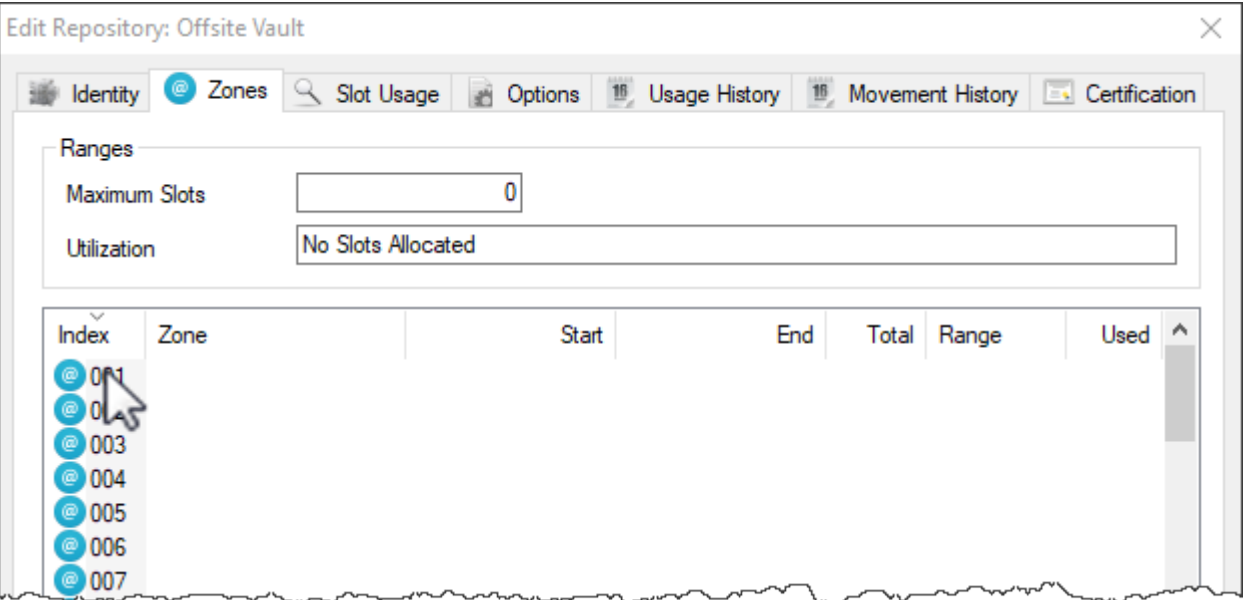 Edit Repository: Offsite Vault
Identity Zones Slot Usage Options Usage History Movement History Certification
Ranges
Maximum Slots 0
Utilization No Slots Allocated
Index Zone Start End Total Range Used
001
003
004
005
006
007